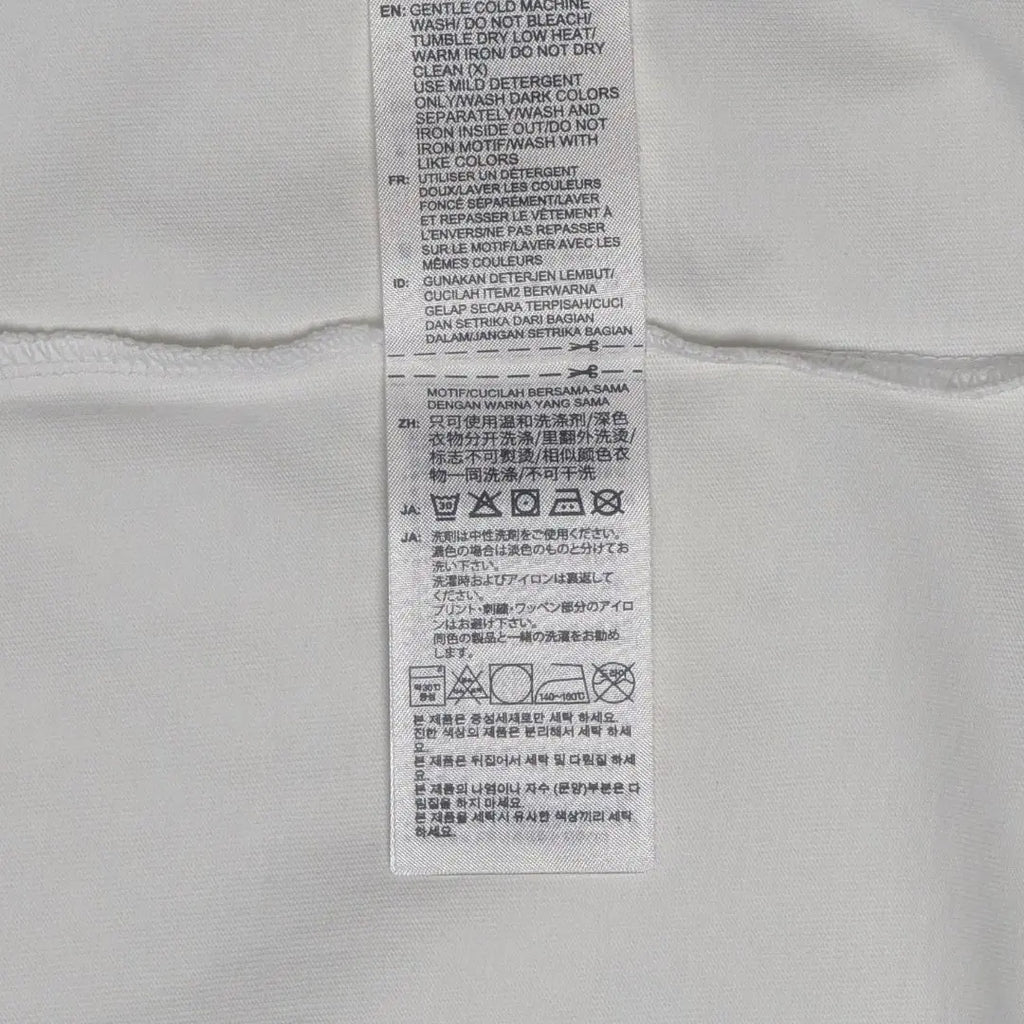 EN: GENTLE COLD MACHINE
WASH/ DO NOT BLEACH/
TUMBLE DRY LOW HEAT/
WARM IRON/ DO NOT DRY
CLEAN (X)
USE MILD DETERGENT
ONLY/WASH DARK COLORS
SEPARATELY/WASH AND
IRON INSIDE OUT/DO NOT
IRON MOTIF/WASH WITH
LIKE COLORS
FR: UTILISER UN DÉTERGENT
DOUX/LAVER LES COULEURS
FONCÉ SÉPARÉMENT/LAVER
ET REPASSER LE VÊTEMENT À
L'ENVERS/NE PAS REPASSER
SUR LE MOTIF/LAVER AVEC LES
MÊMES COULEURS
ID: GUNAKAN DETERJEN LEMBUT/
CUCILAH ITEM2 BERWARNA
GELAP SECARA TERPISAH/CUCI
DAN SETRIKA DARI BAGIAN
DALAM/JANGAN SETRIKA BAGIAN
MOTIF/CUCILAH BERSAMA-SAMA
DENGAN WARNA YANG SAMA
ZH: 只可使用温和洗涤剂/深色
衣物分开洗涤/里翻外洗烫/
标志不可熨烫/相似颜色衣
物一同洗涤/不可干洗
JA: 30
JA: 洗剤は中性洗剤をご使用ください。
濃色の場合は淡色のものと分けてお
洗い下さい。
洗濯時およびアイロンは裏返して
ください。
プリント・刺繍・ワッペン部分のアイロ
ンはお避け下さい。
同色の製品と一緒の洗濯をお勧め
します。
약30℃ 140~160℃ 드라이
중성
본 제품은 중성세제로만 세탁 하세요.
진한 색상의 제품은 분리해서 세탁 하세
요.
본 제품은 뒤집어서 세탁 및 다림질 하세
요.
본 제품의 나염이나 자수 (문양)부분은 다
림질을 하지 마세요.
본 제품을 세탁시 유사한 색상끼리 세탁
하세요.